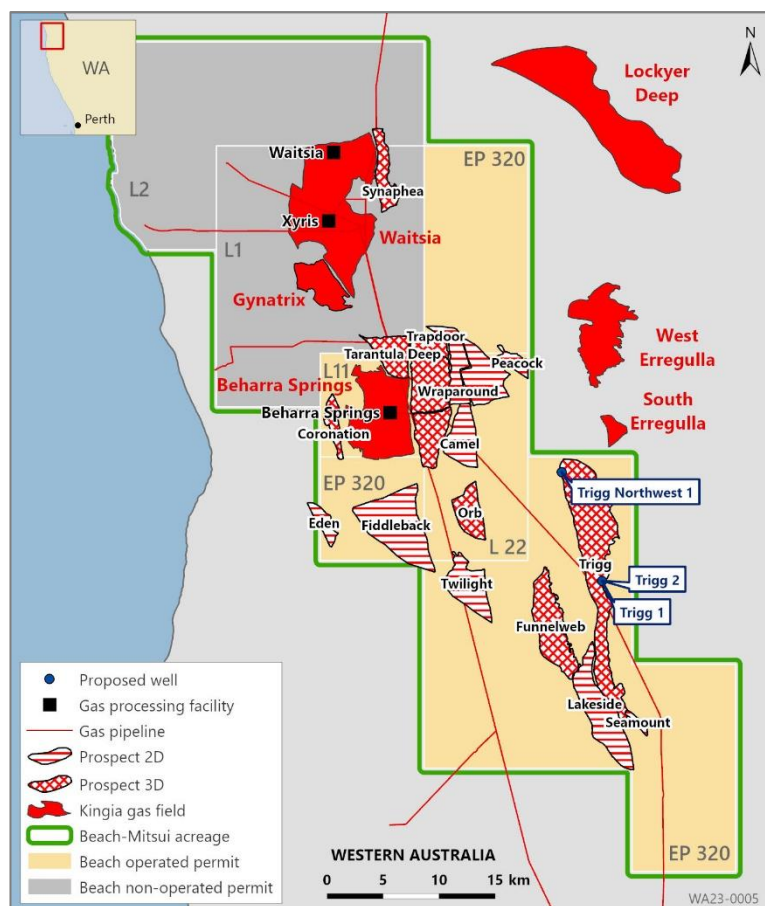 WA
Perth
N
Lockyer
Deep
EP 320
Waitsia
Synaphea
L2
Xyris
Waitsia
L1
Gynatrix
West
Erregulla
Trapdoor
Tarantula Deep
Peacock
L11
Beharra Springs
Wraparound
South
Erregulla
Beharra Springs
Coronation
Camel
Trigg Northwest 1
EP 320
Orb
Eden
Fiddleback
L 22
Trigg
Twilight
Trigg 2
Trigg 1
Funnelweb
Lakeside
Seamount
Proposed well
Gas processing facility
Gas pipeline
Prospect 2D
Prospect 3D
Kingia gas field
Beach-Mitsui acreage
Beach operated permit
Beach non-operated permit
WESTERN AUSTRALIA
0 5 10 15 km
EP 320
WA23-0005